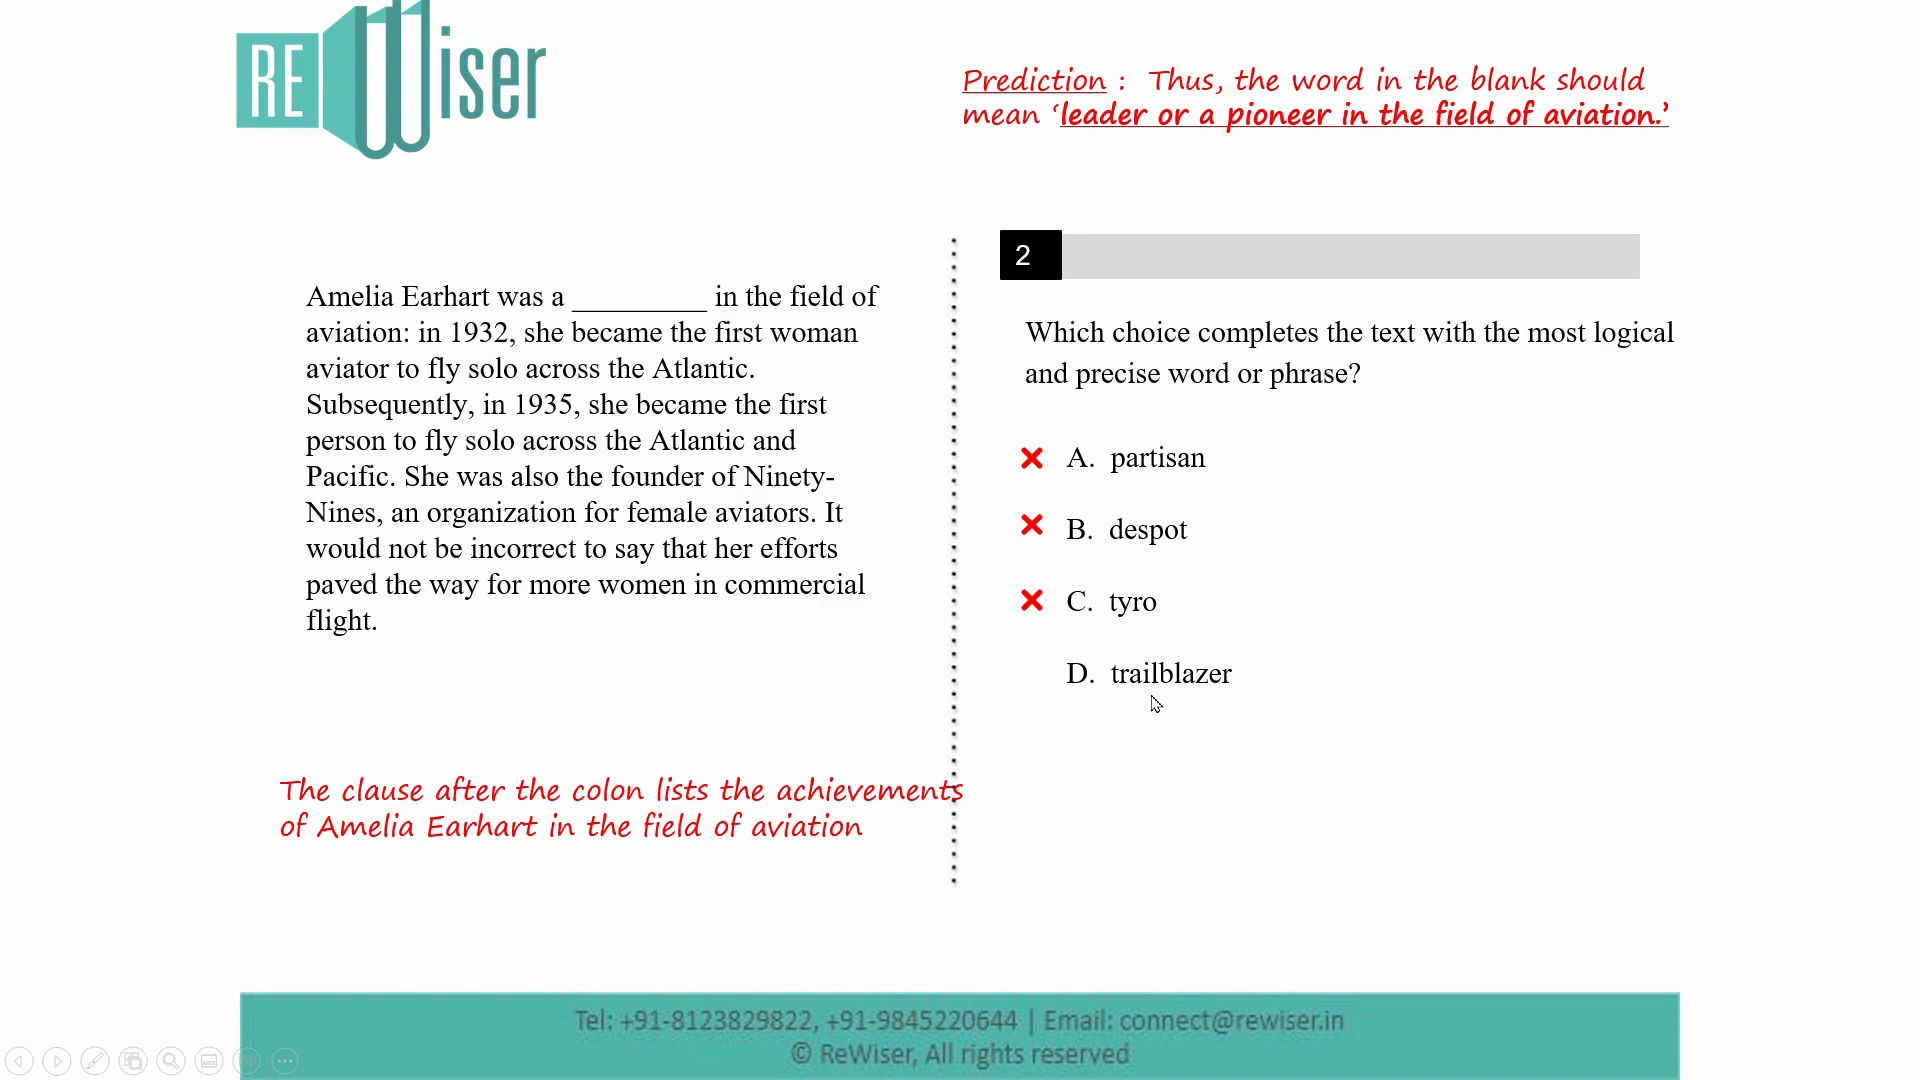 REWiser
Prediction : Thus, the word in the blank should
mean ‘leader or a pioneer in the field of aviation.’
Amelia Earhart was a _________ in the field of
aviation: in 1932, she became the first woman
aviator to fly solo across the Atlantic.
Subsequently, in 1935, she became the first
person to fly solo across the Atlantic and
Pacific. She was also the founder of Ninety-
Nines, an organization for female aviators. It
would not be incorrect to say that her efforts
paved the way for more women in commercial
flight.
The clause after the colon lists the achievements
of Amelia Earhart in the field of aviation
2
Which choice completes the text with the most logical
and precise word or phrase?
A. partisan
B. despot
C. tyro
D. trailblazer
Tel: +91-8123829822, +91-9845220644 | Email: connect@rewiser.in
© ReWiser, All rights reserved